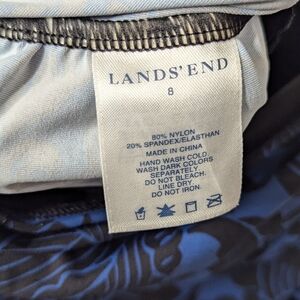 LANDS' END
8
80% NYLON
20% SPANDEX/ELASTHAN
MADE IN CHINA
HAND WASH COLD.
WASH DARK COLORS
SEPARATELY.
DO NOT BLEACH.
LINE DRY.
DO NOT IRON.